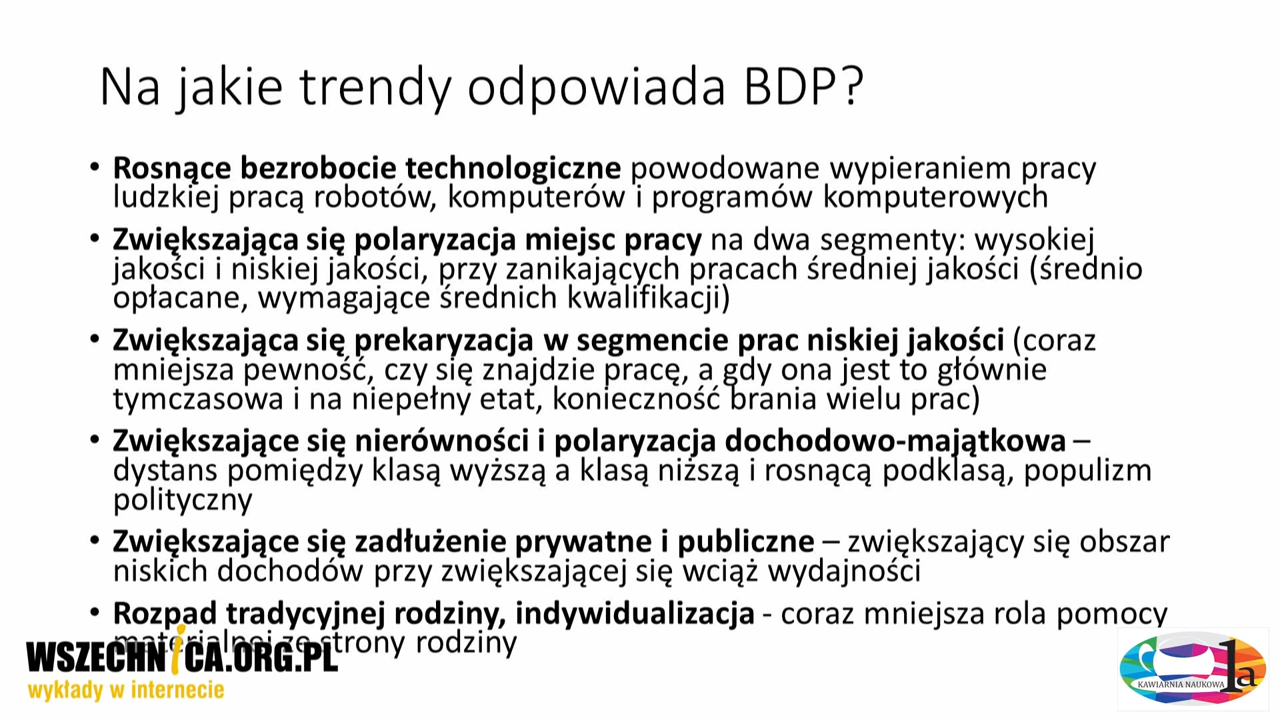 Na jakie trendy odpowiada BDP?
• Rosnące bezrobocie technologiczne powodowane wypieraniem pracy
ludzkiej pracą robotów, komputerów i programów komputerowych
• Zwiększająca się polaryzacja miejsc pracy na dwa segmenty: wysokiej
jakości i niskiej jakości, przy zanikających pracach średniej jakości (średnio
opłacane, wymagające średnich kwalifikacji)
• Zwiększająca się prekaryzacja w segmencie prac niskiej jakości (coraz
mniejsza pewność, czy się znajdzie pracę, a gdy ona jest to głównie
tymczasowa i na niepełny etat, konieczność brania wielu prac)
• Zwiększające się nierówności i polaryzacja dochodowo-majątkowa –
dystans pomiędzy klasą wyższą a klasą niższą i rosnącą podklasą, populizm
polityczny
• Zwiększające się zadłużenie prywatne i publiczne – zwiększający się obszar
niskich dochodów przy zwiększającej się wciąż wydajności
• Rozpad tradycyjnej rodziny, indywidualizacja - coraz mniejsza rola pomocy
materialnej ze strony rodziny
WSZECHNICA.ORG.PL
wykłady w internecie
KAWIARNIA NAUKOWA 1a